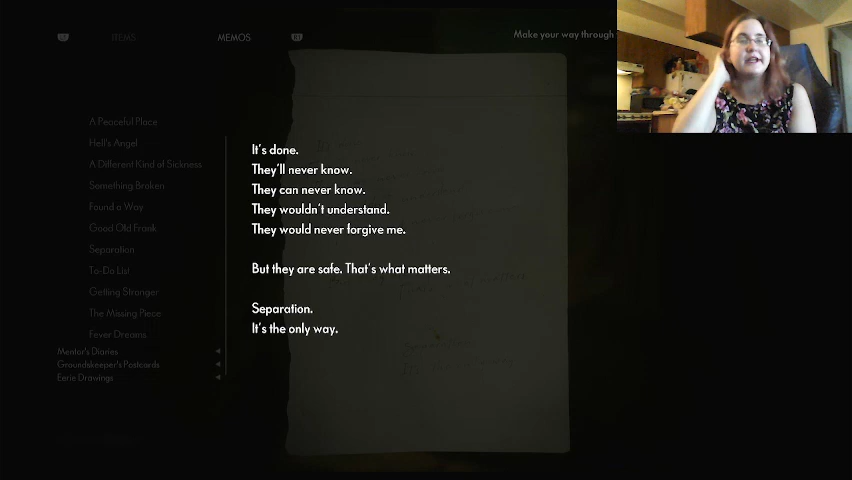 ITEMS
MEMOS
Make your way through
A Peaceful Place
Hell's Angel
A Different Kind of Sickness
Something Broken
Found a Way
Good Old Frank
Separation
To-Do List
Getting Stronger
The Missing Piece
Fever Dreams
Mentor's Diaries
Groundskeeper's Postcards
Eerie Drawings
It's done.
They'll never know.
They can never know.
They wouldn't understand.
They would never forgive me.
But they are safe. That's what matters.
Separation.
It's the only way.